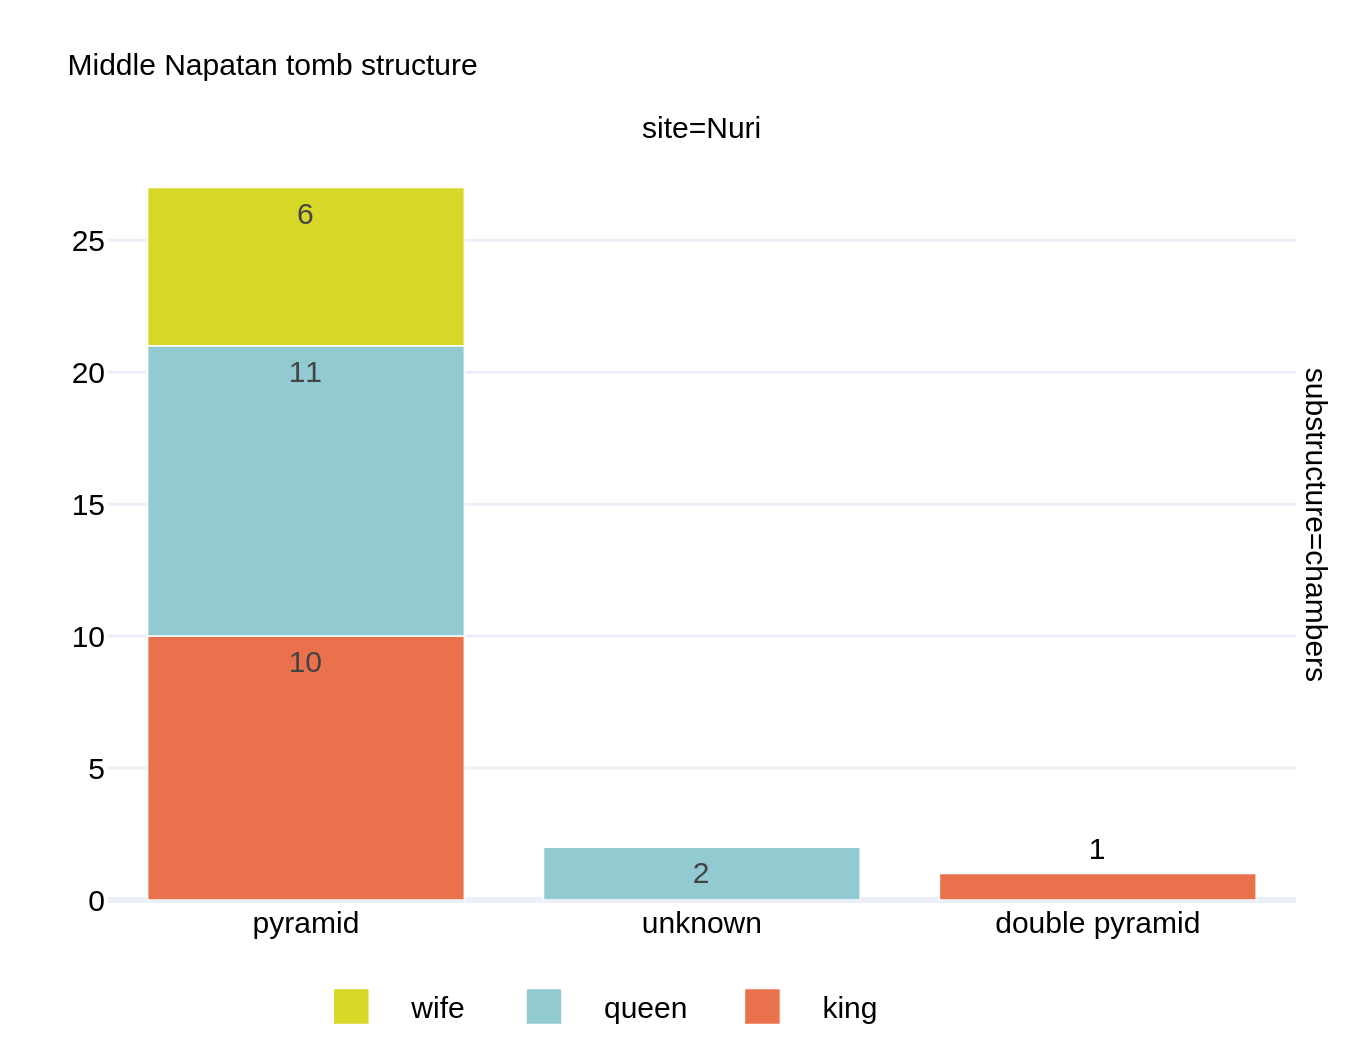 Middle Napatan tomb structure
site=Nuri
25
20
15
10
5
0
6
11
10
2
1
substructure=chambers
pyramid
unknown
double pyramid
wife
queen
king